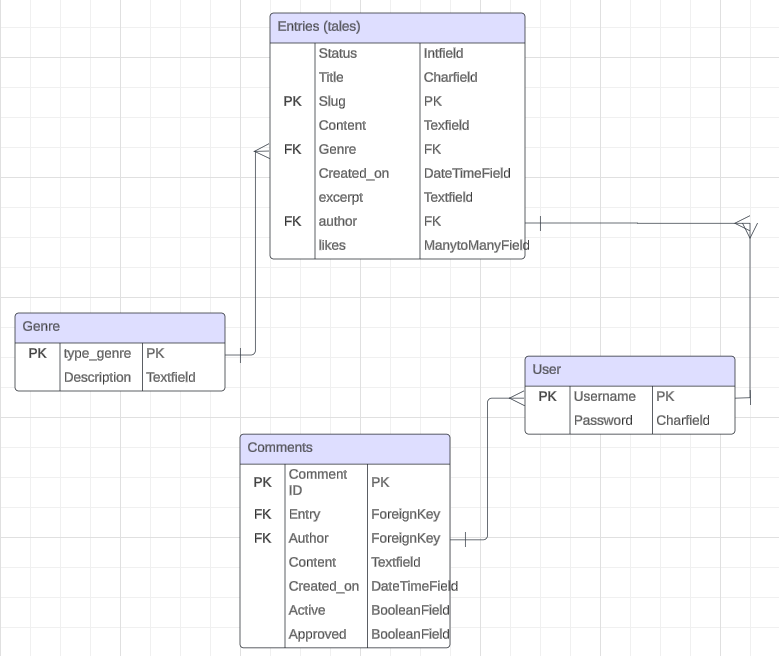 Entries (tales)
Status Intfield
Title Charfield
PK Slug PK
Content Texfield
FK Genre FK
Created_on DateTimeField
excerpt Textfield
FK author FK
likes ManytoManyField
Genre
PK type_genre PK
Description Textfield
User
PK Username PK
Password Charfield
Comments
PK Comment
ID PK
FK Entry ForeignKey
FK Author ForeignKey
Content Textfield
Created_on DateTimeField
Active BooleanField
Approved BooleanField